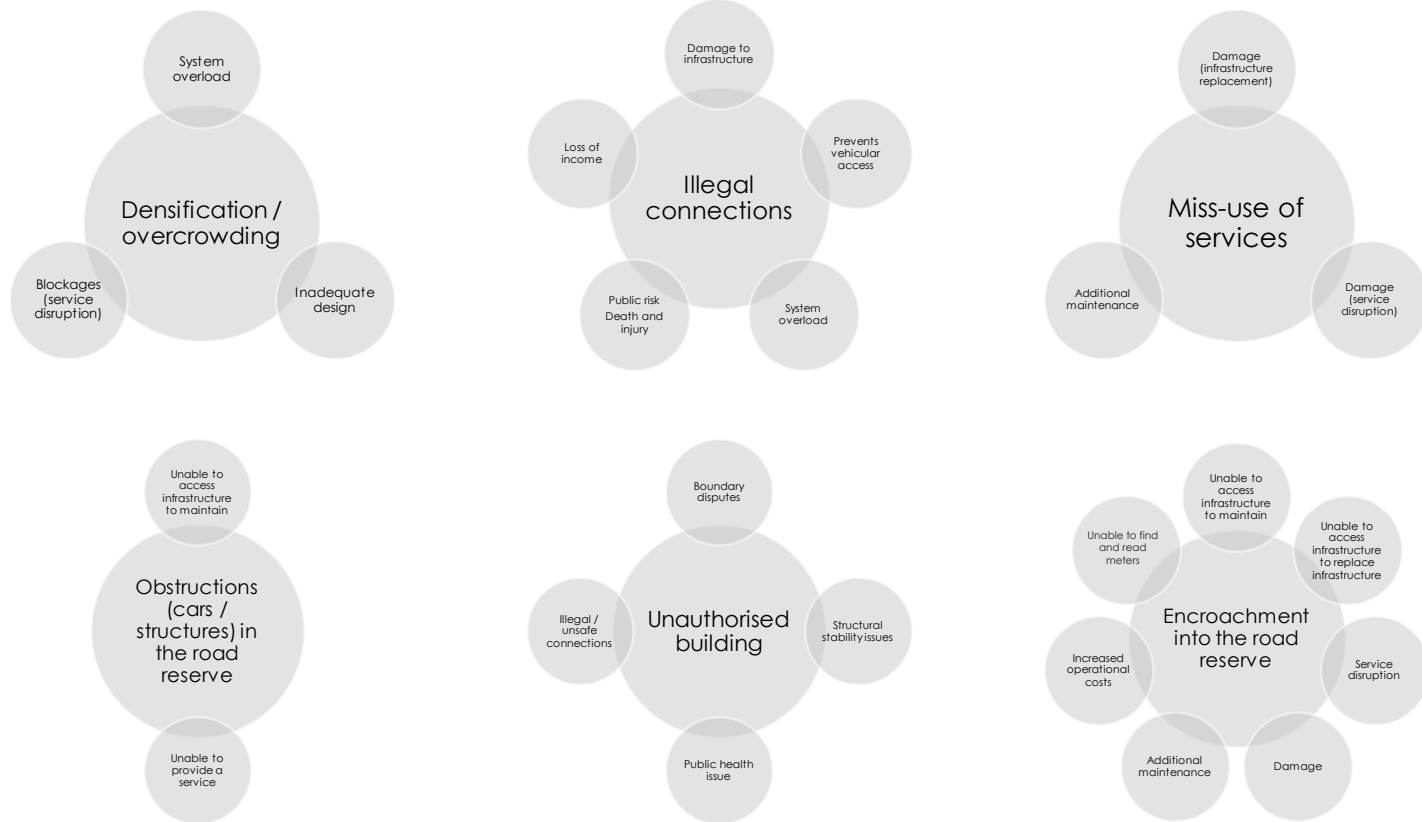 System
overload
Densification /
overcrowding
Blockages
(service
disruption)
Inadequate
design
Damage to
infrastructure
Loss of
income
Prevents
vehicular
access
Illegal
connections
Public risk
Death and
injury
System
overload
Damage
(infrastructure
replacement)
Miss-use of
services
Additional
maintenance
Damage
(service
disruption)
Unable to
access
infrastructure
to maintain
Obstructions
(cars /
structures) in
the road
reserve
Unable to
provide a
service
Boundary
disputes
Illegal /
unsafe
connections
Unauthorised
building
Structural
stability issues
Public health
issue
Unable to
access
infrastructure
to maintain
Unable to find
and read
meters
Unable to
access
infrastructure
to replace
infrastructure
Encroachment
into the road
reserve
Increased
operational
costs
Service
disruption
Additional
maintenance
Damage